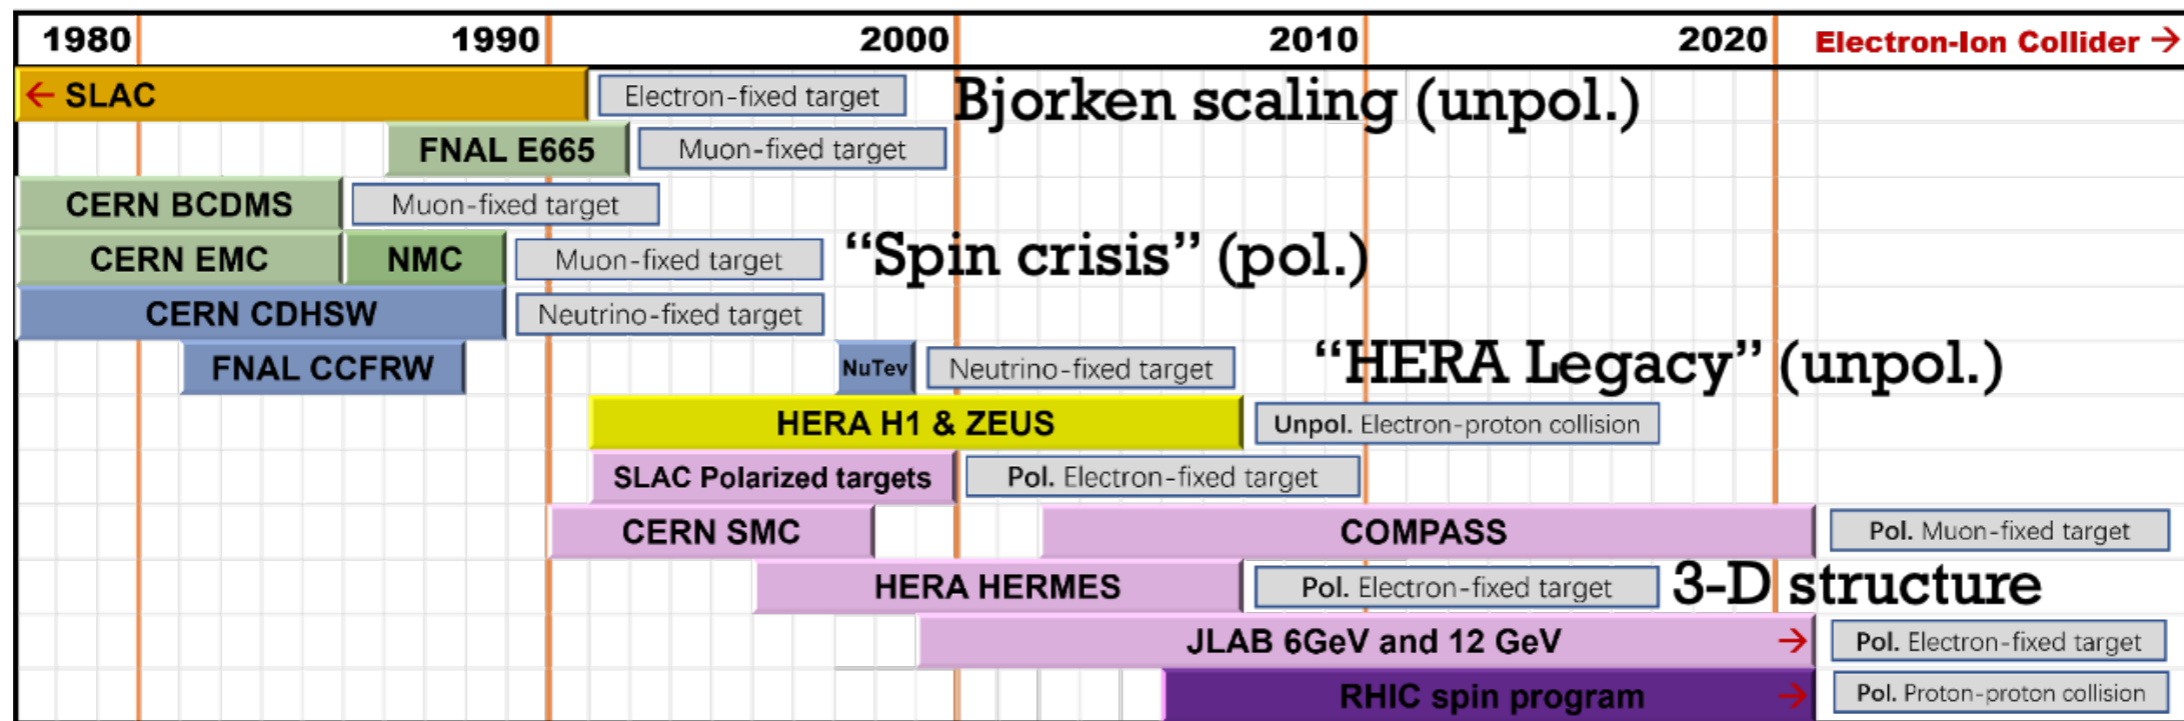 1980 1990 2000 2010 2020 Electron-Ion Collider →
← SLAC Electron-fixed target Bjorken scaling (unpol.)
FNAL E665 Muon-fixed target
CERN BCDMS Muon-fixed target
CERN EMC NMC Muon-fixed target “Spin crisis” (pol.)
CERN CDHSW Neutrino-fixed target
FNAL CCFRW NuTev Neutrino-fixed target “HERA Legacy” (unpol.)
HERA H1 & ZEUS Unpol. Electron-proton collision
SLAC Polarized targets Pol. Electron-fixed target
CERN SMC COMPASS Pol. Muon-fixed target
HERA HERMES Pol. Electron-fixed target 3-D structure
JLAB 6GeV and 12 GeV → Pol. Electron-fixed target
RHIC spin program → Pol. Proton-proton collision